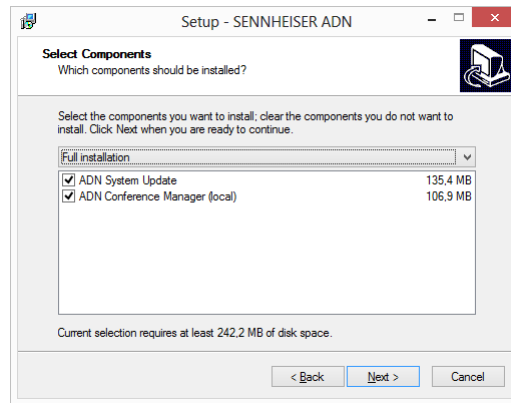 Setup - SENNHEISER ADN
Select Components
Which components should be installed?
Select the components you want to install; clear the components you do not want to
install. Click Next when you are ready to continue.
Full installation
ADN System Update 135,4 MB
ADN Conference Manager (local) 106,9 MB
Current selection requires at least 242,2 MB of disk space.
< Back Next > Cancel